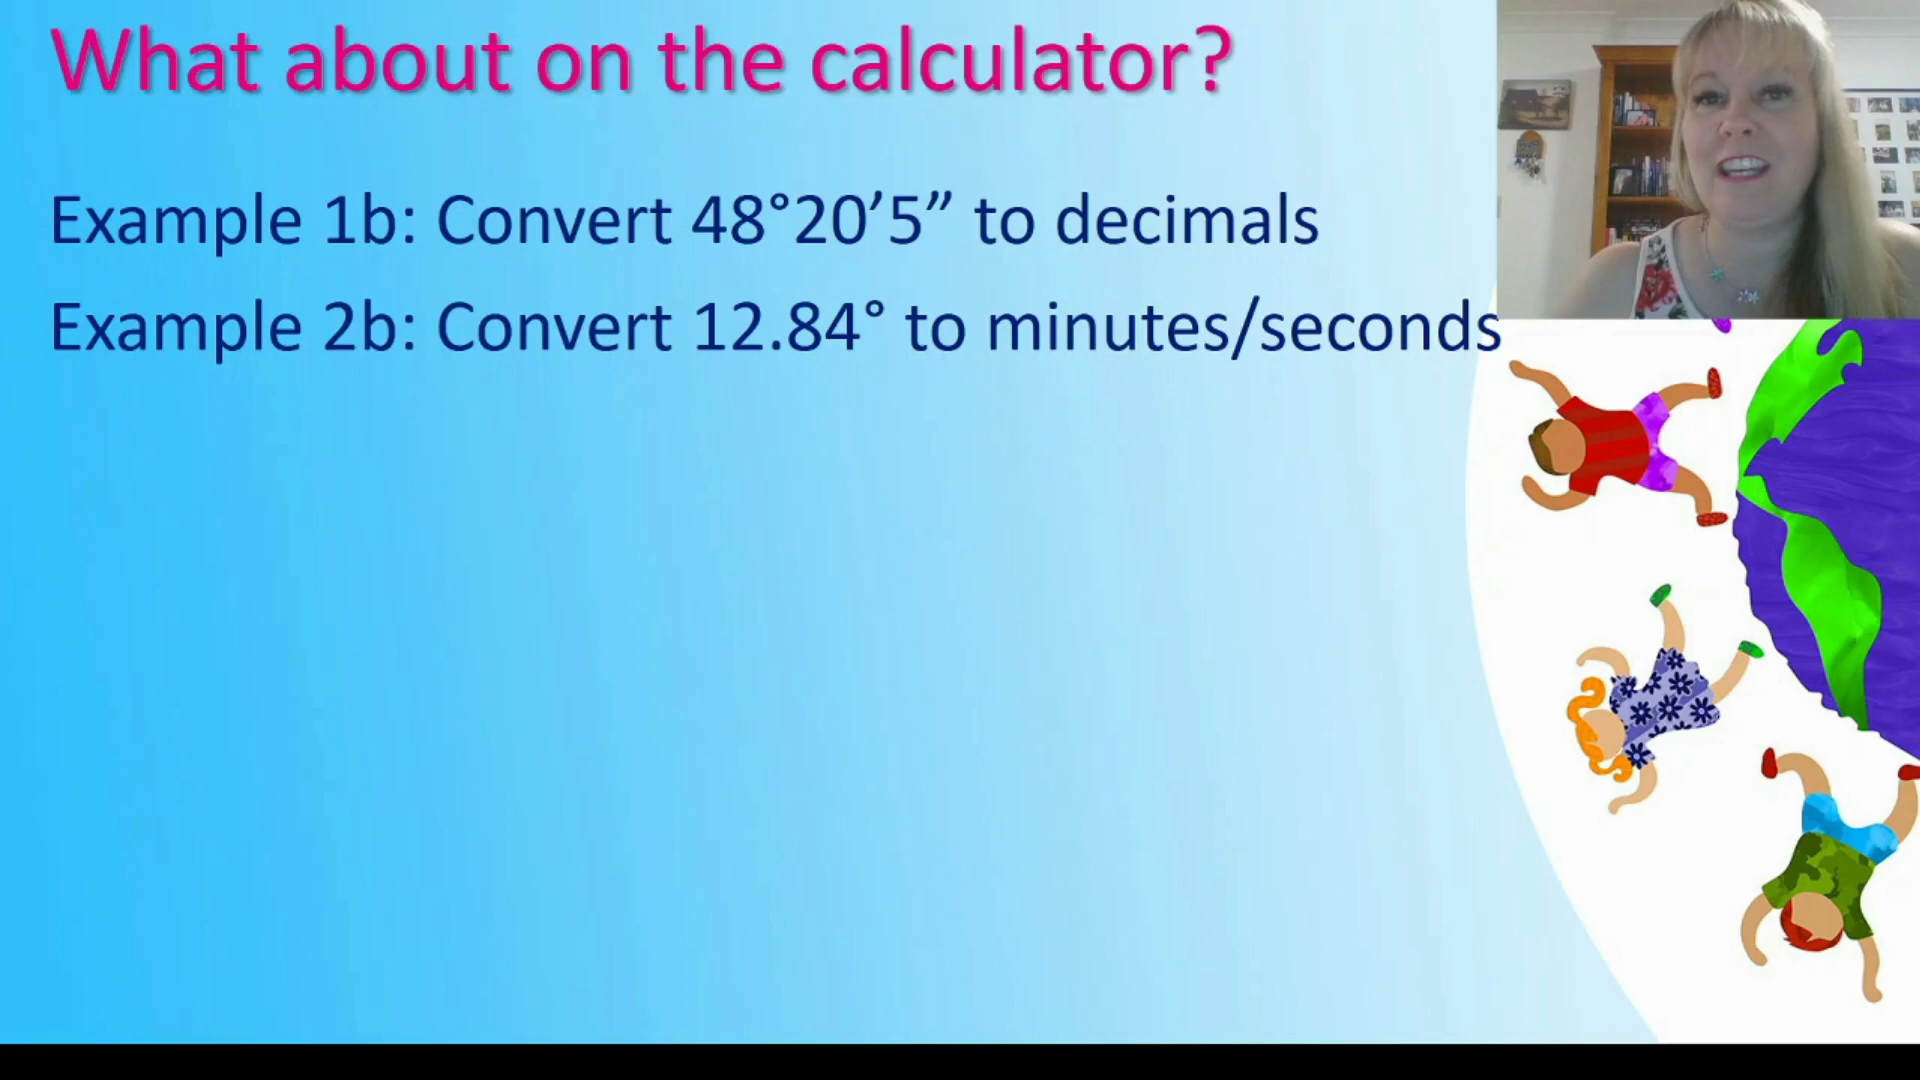 What about on the calculator?
Example 1b: Convert 48°20’5” to decimals
Example 2b: Convert 12.84° to minutes/seconds